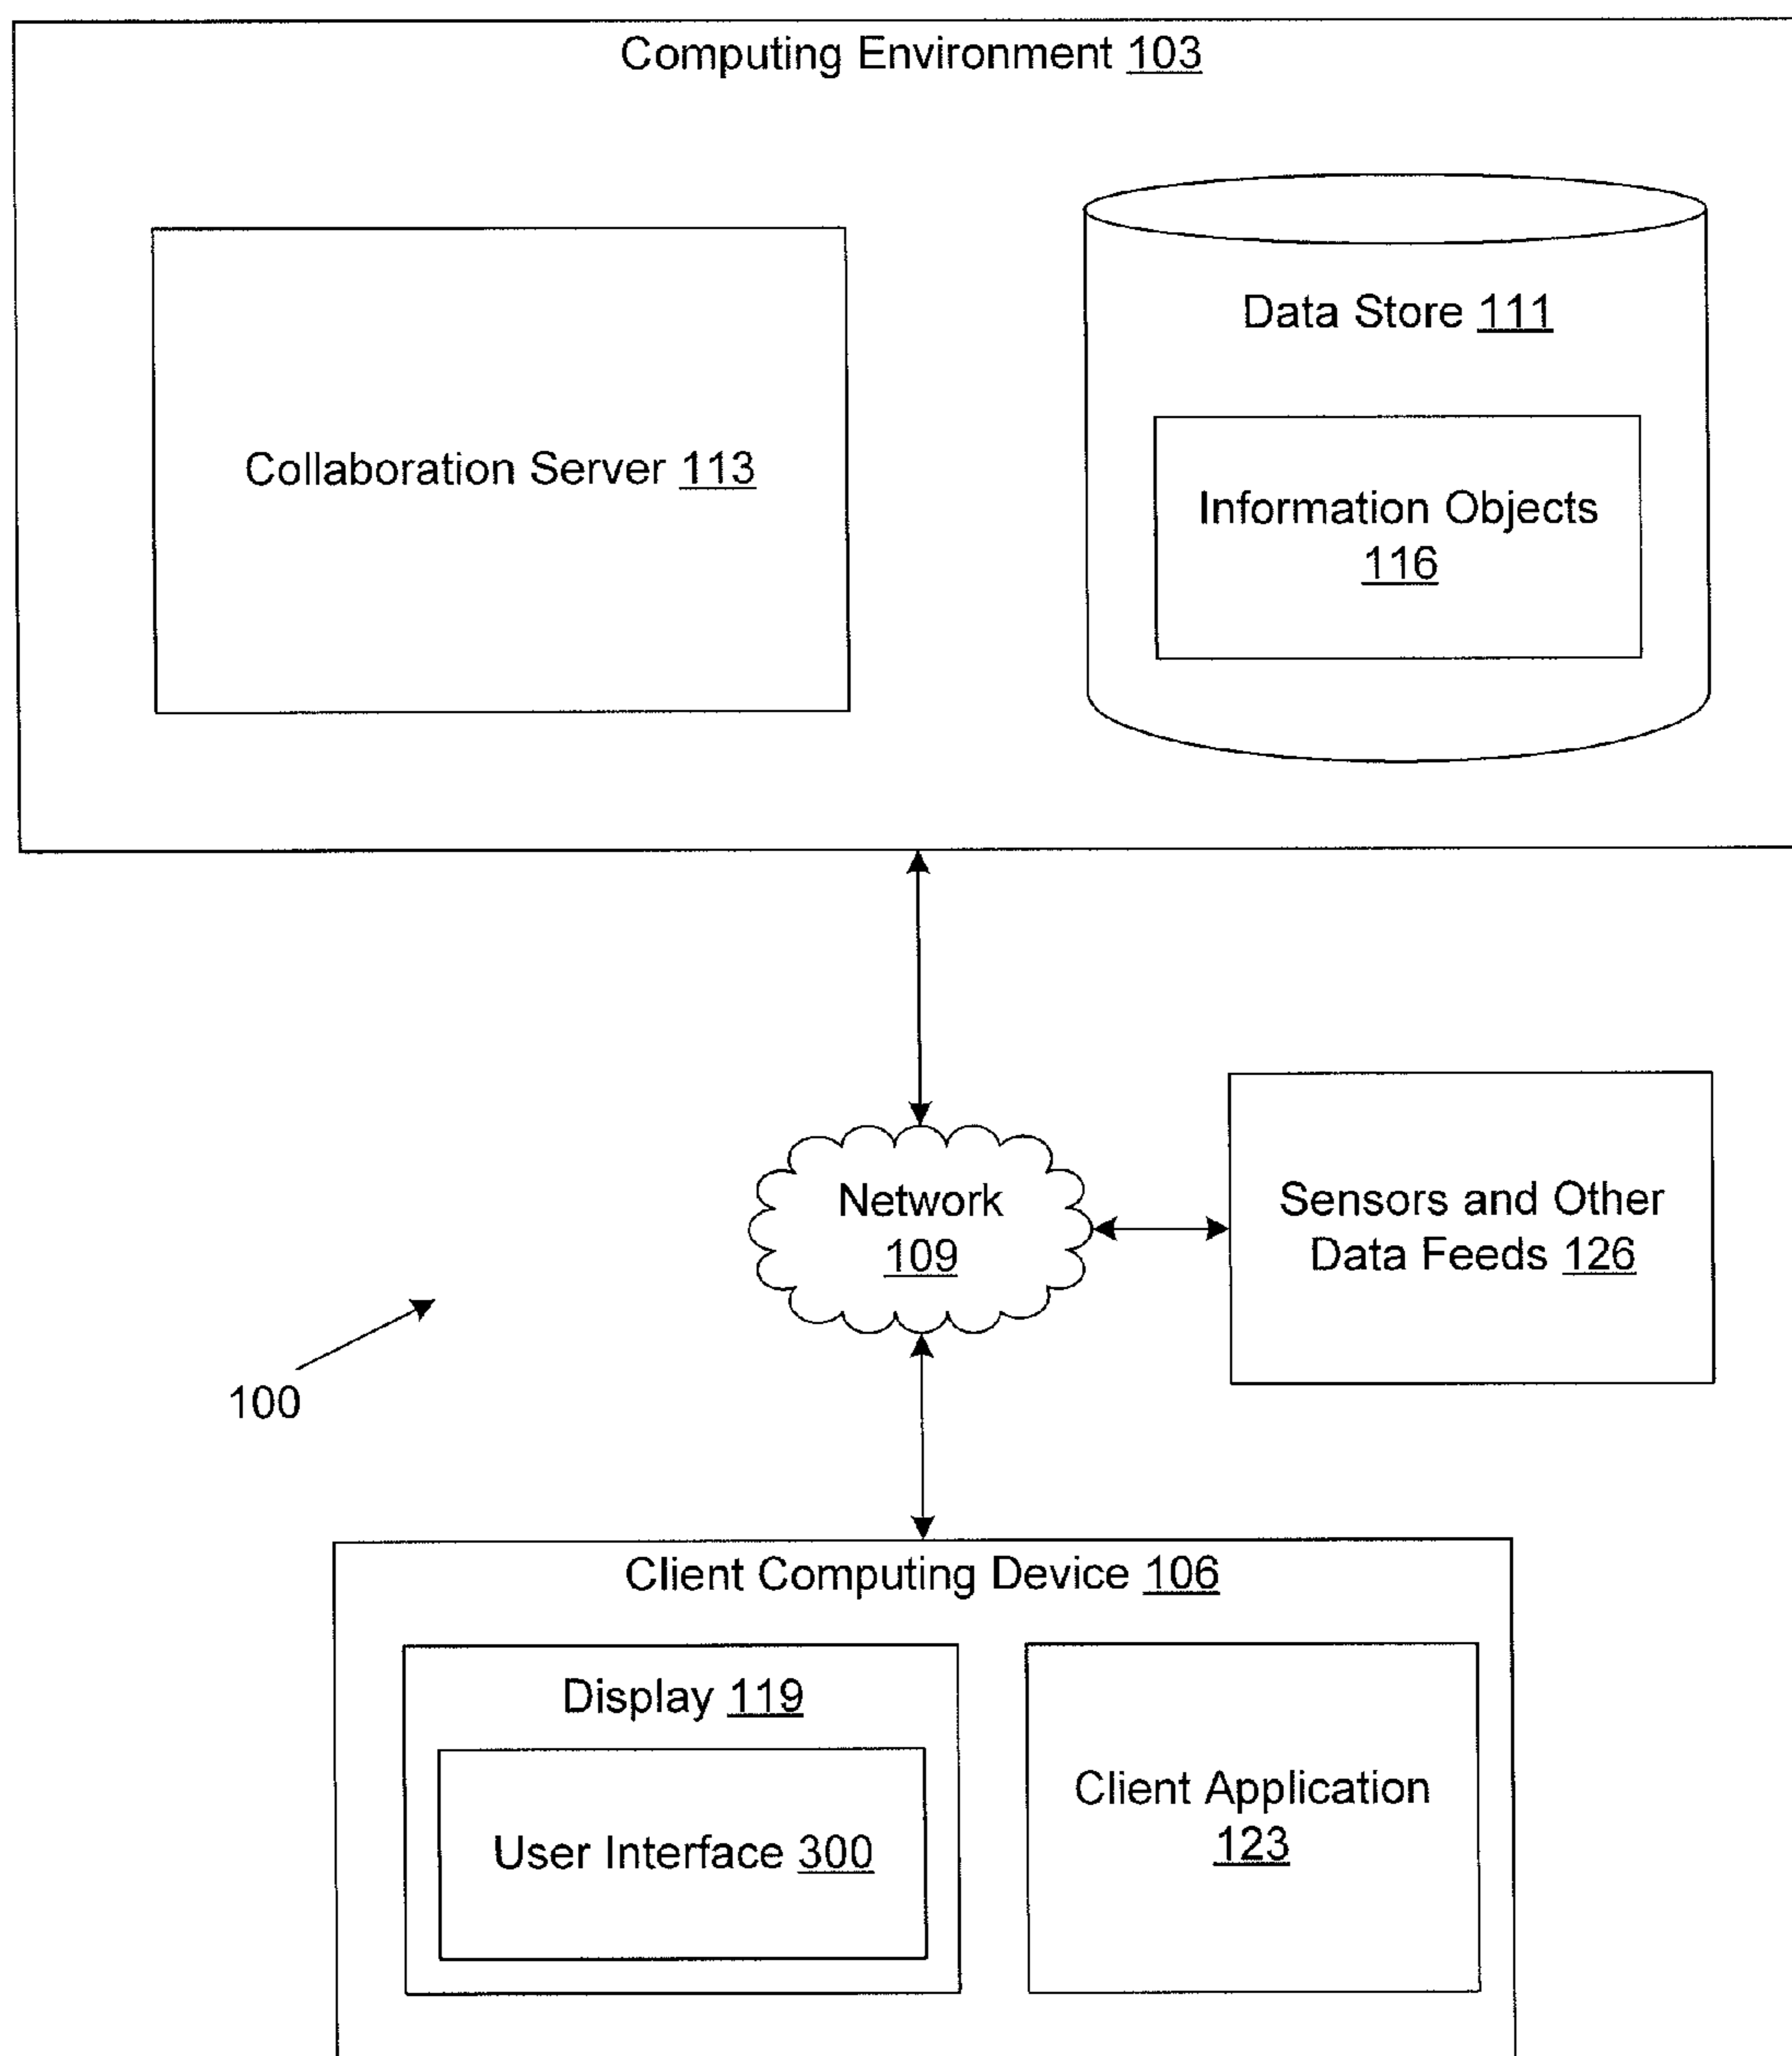 Computing Environment 103
Collaboration Server 113
Data Store 111
Information Objects
116
Network
109
Sensors and Other
Data Feeds 126
100
Client Computing Device 106
Display 119
User Interface 300
Client Application
123